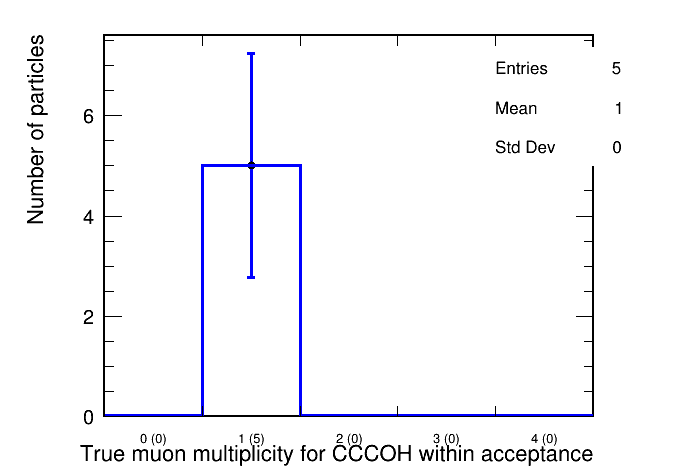 Number of particles
Entries 5
Mean 1
Std Dev 0
6
4
2
0
0 (0) 1 (5) 2 (0) 3 (0) 4 (0)
True muon multiplicity for CCCOH within acceptance